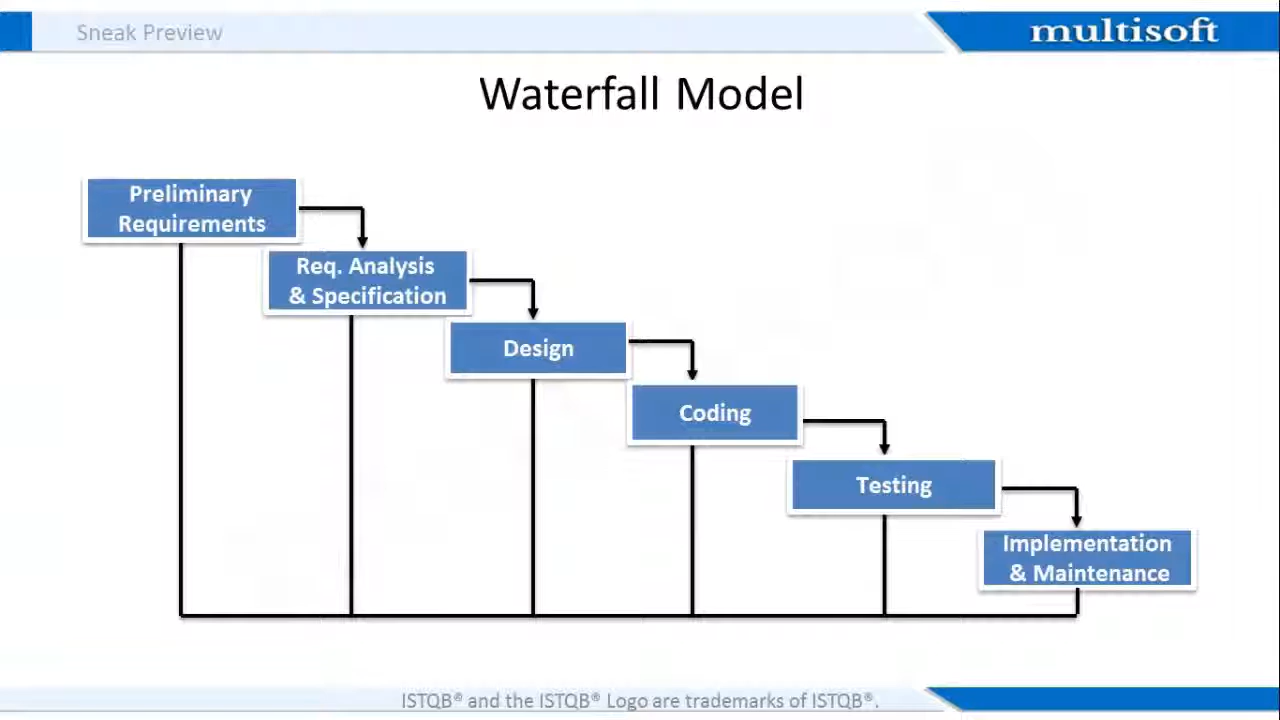 Sneak Preview
multisoft
Waterfall Model
Preliminary
Requirements
Req. Analysis
& Specification
Design
Coding
Testing
Implementation
& Maintenance
ISTQB® and the ISTQB® Logo are trademarks of ISTQB®.